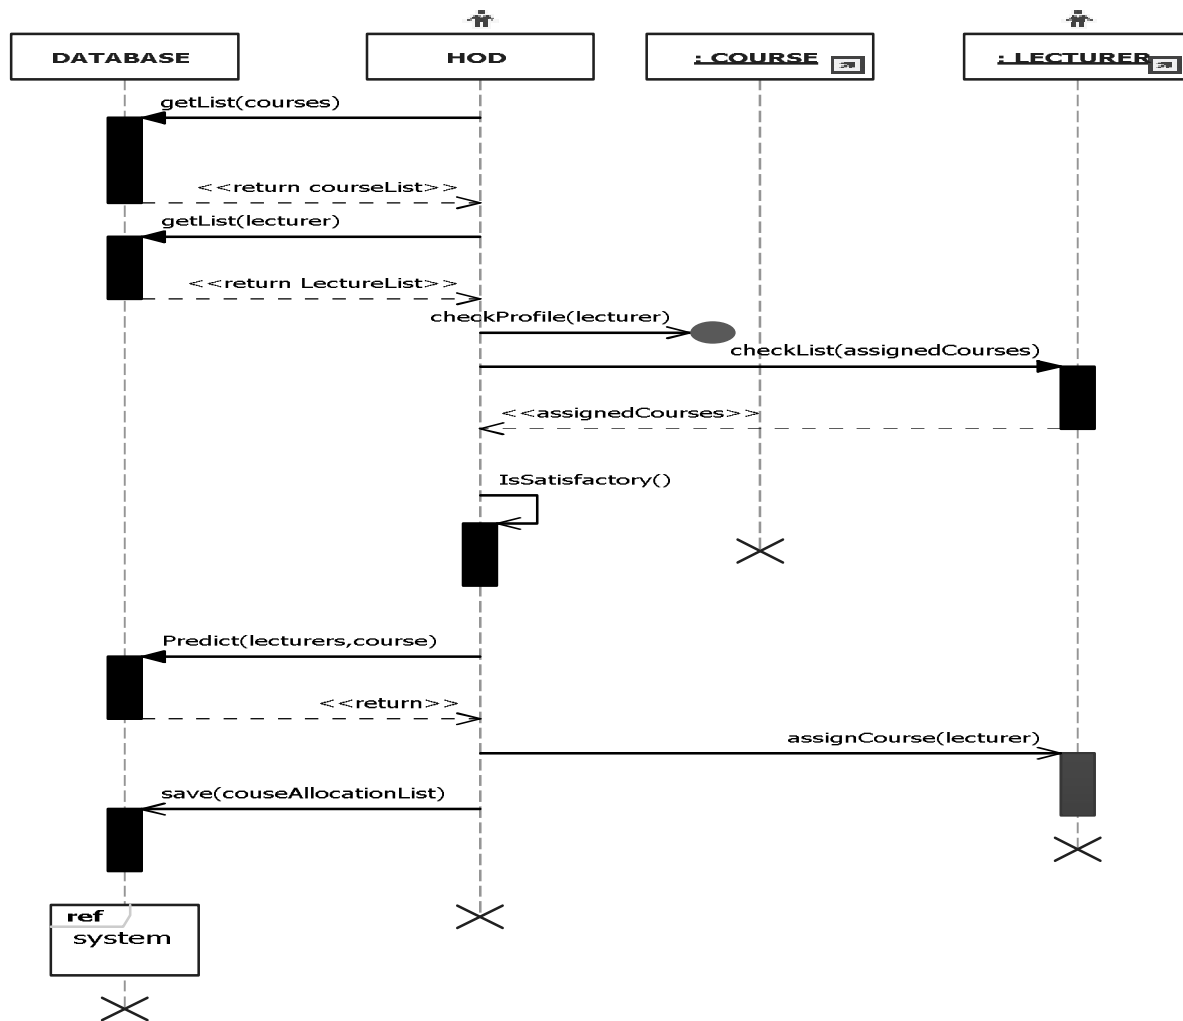 DATABASE
HOD
: COURSE
: LECTURER
getList(courses)
<<return courseList>>
getList(lecturer)
<<return LectureList>>
checkProfile(lecturer)
checkList(assignedCourses)
<<assignedCourses>>
IsSatisfactory()
Predict(lecturers,course)
<<return>>
assignCourse(lecturer)
save(couseAllocationList)
ref
system